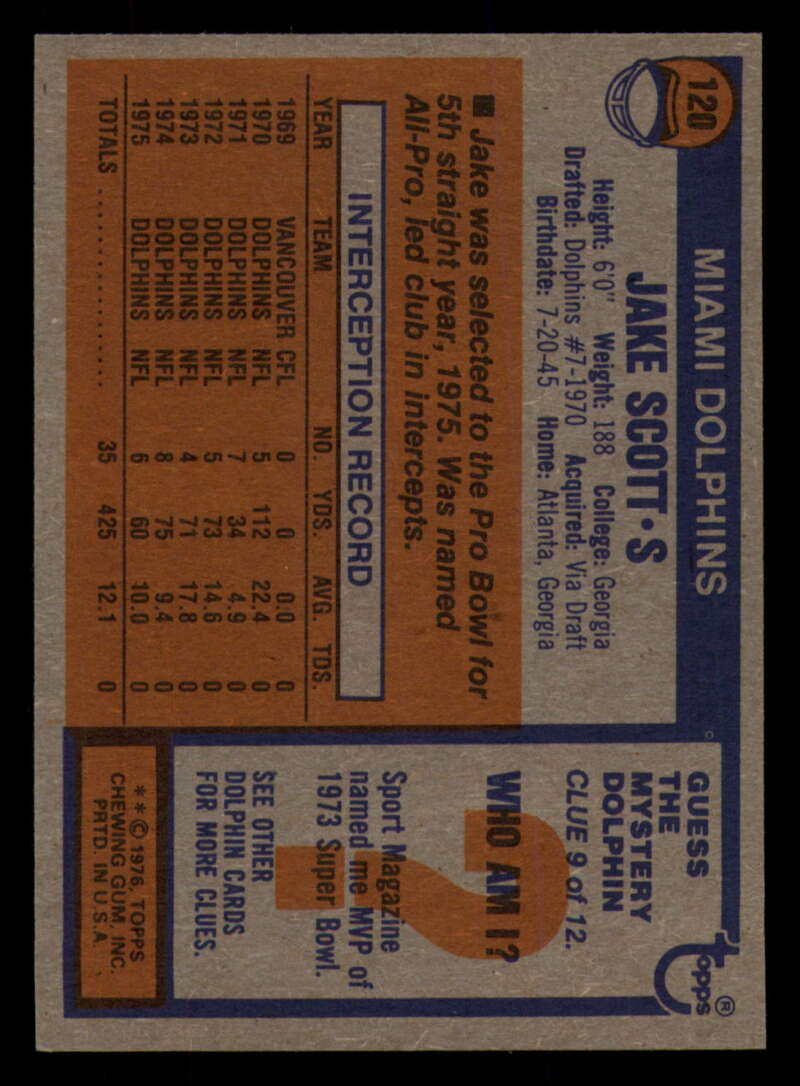 120
MIAMI DOLPHINS
JAKE SCOTT • S
Height: 6'0" Weight: 188 College: Georgia
Drafted: Dolphins #7-1970 Acquired: Via Draft
Birthdate: 7-20-45 Home: Atlanta, Georgia
■ Jake was selected to the Pro Bowl for
5th straight year, 1975. Was named
All-Pro, led club in intercepts.
INTERCEPTION RECORD
YEAR TEAM NO. YDS. AVG. TDS.
1969 VANCOUVER CFL 0 0 0.0 0
1970 DOLPHINS NFL 5 112 22.4 0
1971 DOLPHINS NFL 7 34 4.9 0
1972 DOLPHINS NFL 5 73 14.6 0
1973 DOLPHINS NFL 4 71 17.8 0
1974 DOLPHINS NFL 8 75 9.4 0
1975 DOLPHINS NFL 6 60 10.0 0
TOTALS .................... 35 425 12.1 0
topps®
GUESS
THE
MYSTERY
DOLPHIN
CLUE 9 of 12.
?
WHO AM I?
Sport Magazine
named me MVP of
1973 Super Bowl.
SEE OTHER
DOLPHIN CARDS
FOR MORE CLUES.
**© 1976, TOPPS
CHEWING GUM, INC.
PRTD. IN U.S.A.